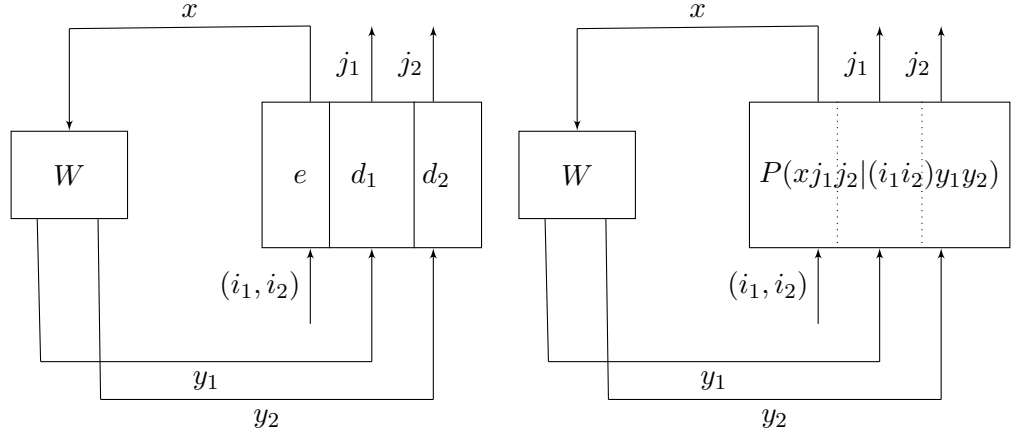 x
j₁ j₂
W
e d₁ d₂
(i₁, i₂)
y₁
y₂
x
j₁ j₂
W
P(xj₁j₂|(i₁i₂)y₁y₂)
(i₁, i₂)
y₁
y₂